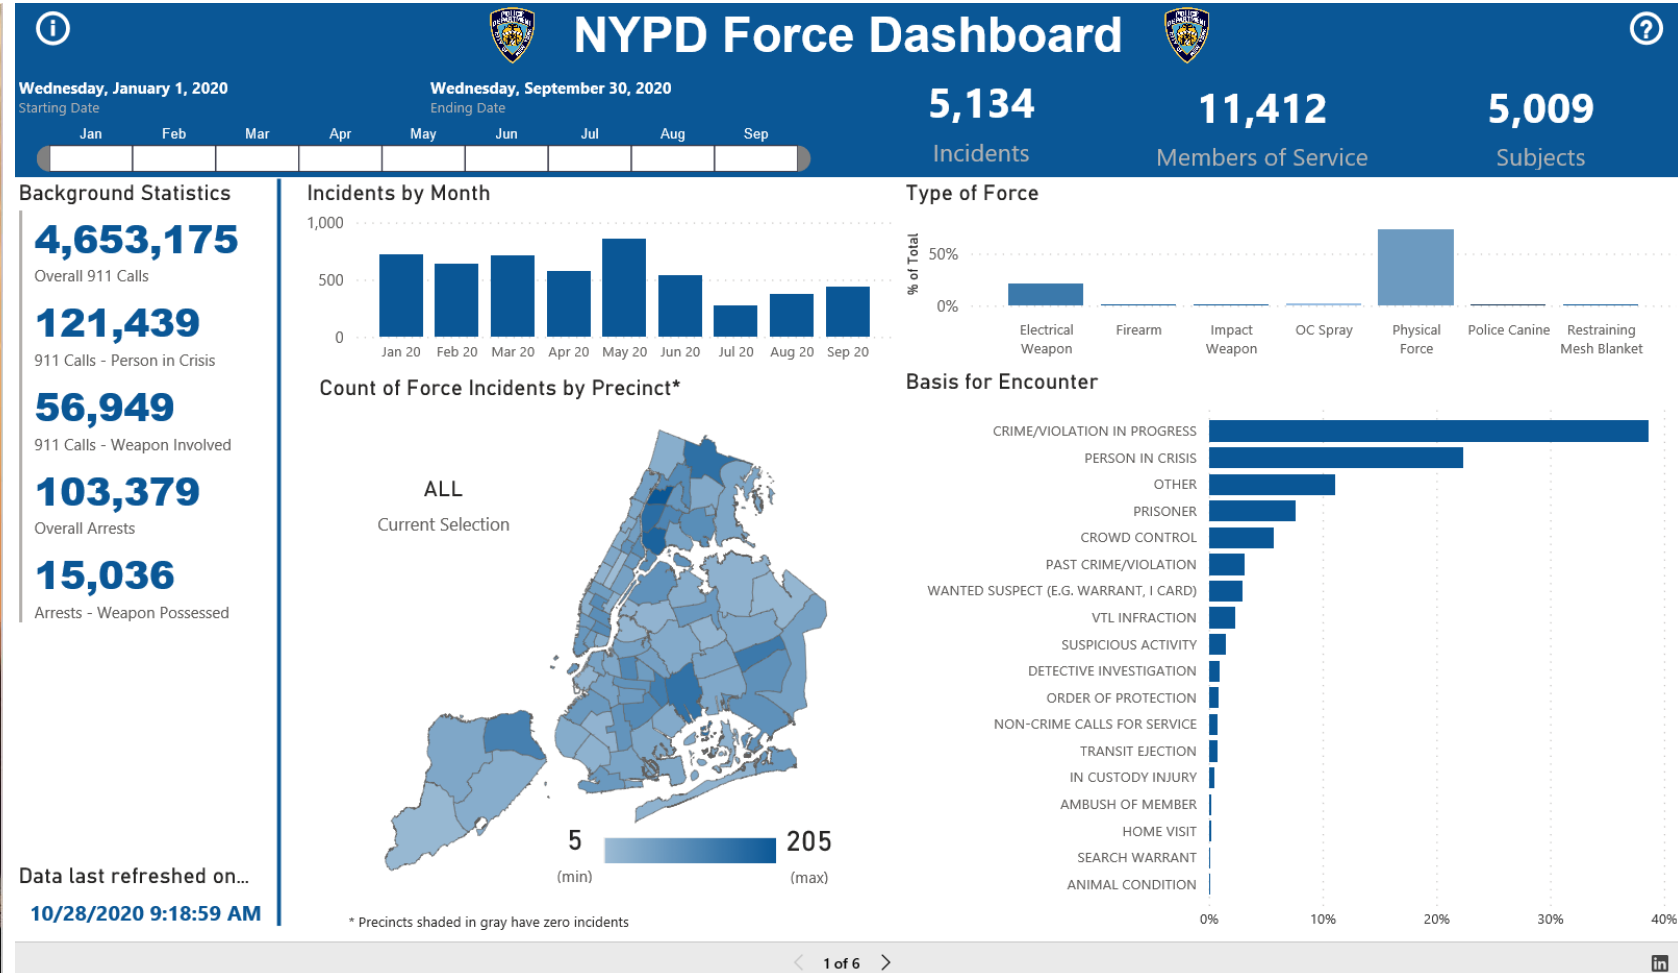 NYPD Force Dashboard
Wednesday, January 1, 2020
Starting Date
Wednesday, September 30, 2020
Ending Date
Jan Feb Mar Apr May Jun Jul Aug Sep
5,134
Incidents
11,412
Members of Service
5,009
Subjects
Background Statistics
4,653,175
Overall 911 Calls
121,439
911 Calls - Person in Crisis
56,949
911 Calls - Weapon Involved
103,379
Overall Arrests
15,036
Arrests - Weapon Possessed
Data last refreshed on...
10/28/2020 9:18:59 AM
Incidents by Month
1,000
500
0
Jan 20 Feb 20 Mar 20 Apr 20 May 20 Jun 20 Jul 20 Aug 20 Sep 20
Count of Force Incidents by Precinct*
ALL
Current Selection
5
(min)
205
(max)
* Precincts shaded in gray have zero incidents
Type of Force
% of Total
50%
0%
Electrical Weapon
Firearm
Impact Weapon
OC Spray
Physical Force
Police Canine
Restraining Mesh Blanket
Basis for Encounter
CRIME/VIOLATION IN PROGRESS
PERSON IN CRISIS
OTHER
PRISONER
CROWD CONTROL
PAST CRIME/VIOLATION
WANTED SUSPECT (E.G. WARRANT, I CARD)
VTL INFRACTION
SUSPICIOUS ACTIVITY
DETECTIVE INVESTIGATION
ORDER OF PROTECTION
NON-CRIME CALLS FOR SERVICE
TRANSIT EJECTION
IN CUSTODY INJURY
AMBUSH OF MEMBER
HOME VISIT
SEARCH WARRANT
ANIMAL CONDITION
0% 10% 20% 30% 40%
1 of 6
in